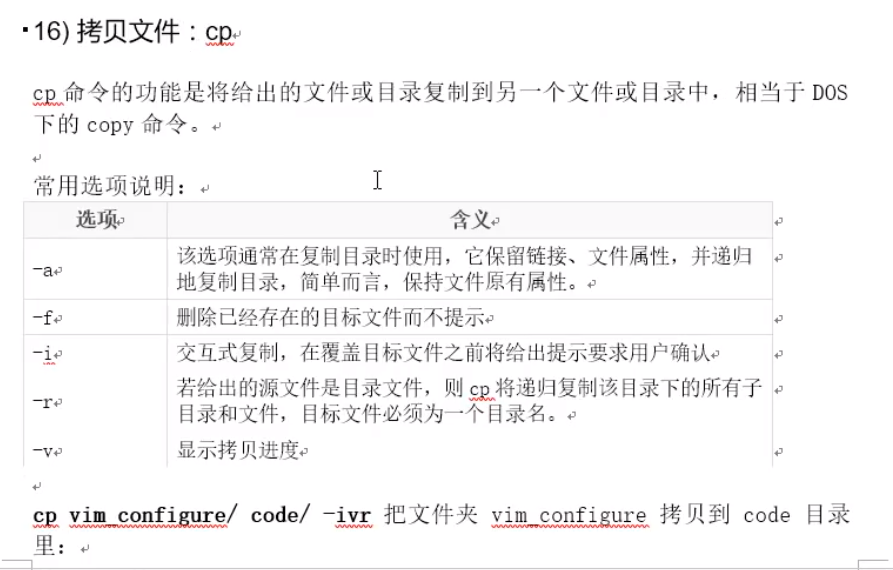 16) 拷贝文件：cp
cp 命令的功能是将给出的文件或目录复制到另一个文件或目录中，相当于 DOS
下的 copy 命令。
常用选项说明：
选项 含义
-a 该选项通常在复制目录时使用，它保留链接、文件属性，并递归
地复制目录，简单而言，保持文件原有属性。
-f 删除已经存在的目标文件而不提示
-i 交互式复制，在覆盖目标文件之前将给出提示要求用户确认
-r 若给出的源文件是目录文件，则 cp 将递归复制该目录下的所有子
目录和文件，目标文件必须为一个目录名。
-v 显示拷贝进度
cp vim_configure/ code/ -ivr 把文件夹 vim_configure 拷贝到 code 目录
里：